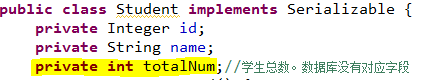 public class Student implements Serializable {
private Integer id;
private String name;
private int totalNum;//学生总数。数据库没有对应字段